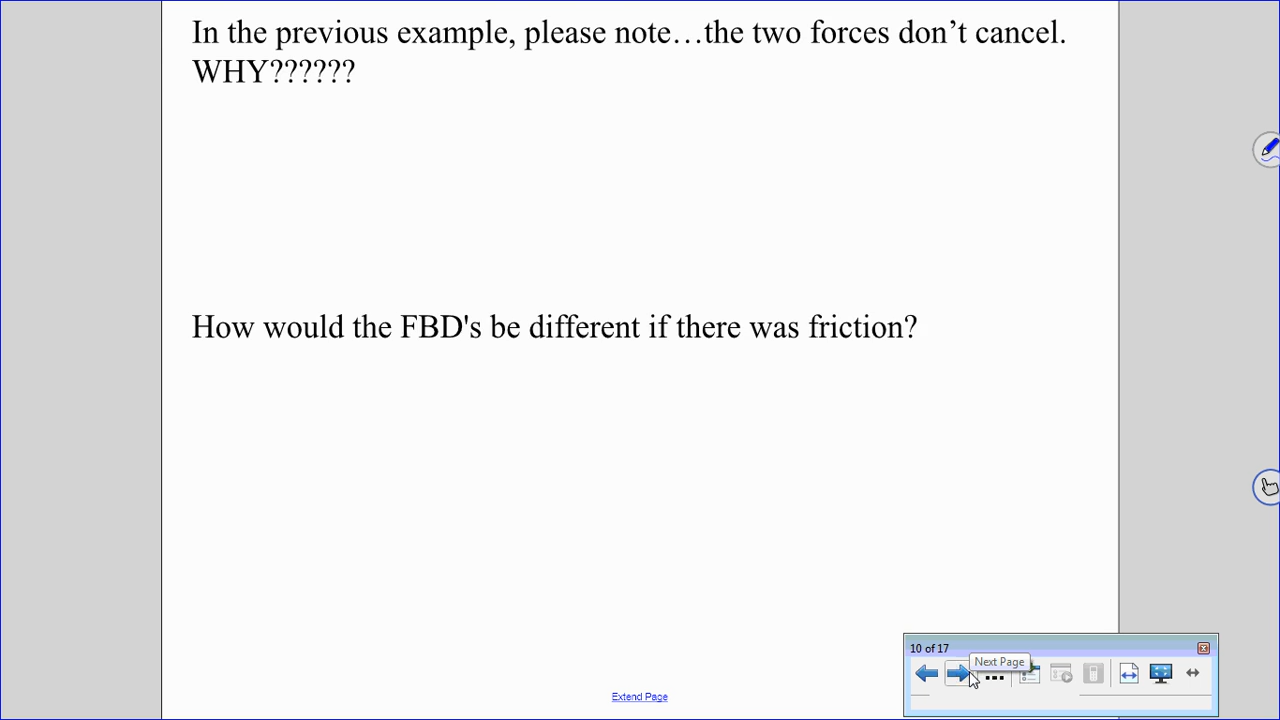 In the previous example, please note…the two forces don’t cancel.
WHY??????
How would the FBD's be different if there was friction?
10 of 17
Next Page
Extend Page